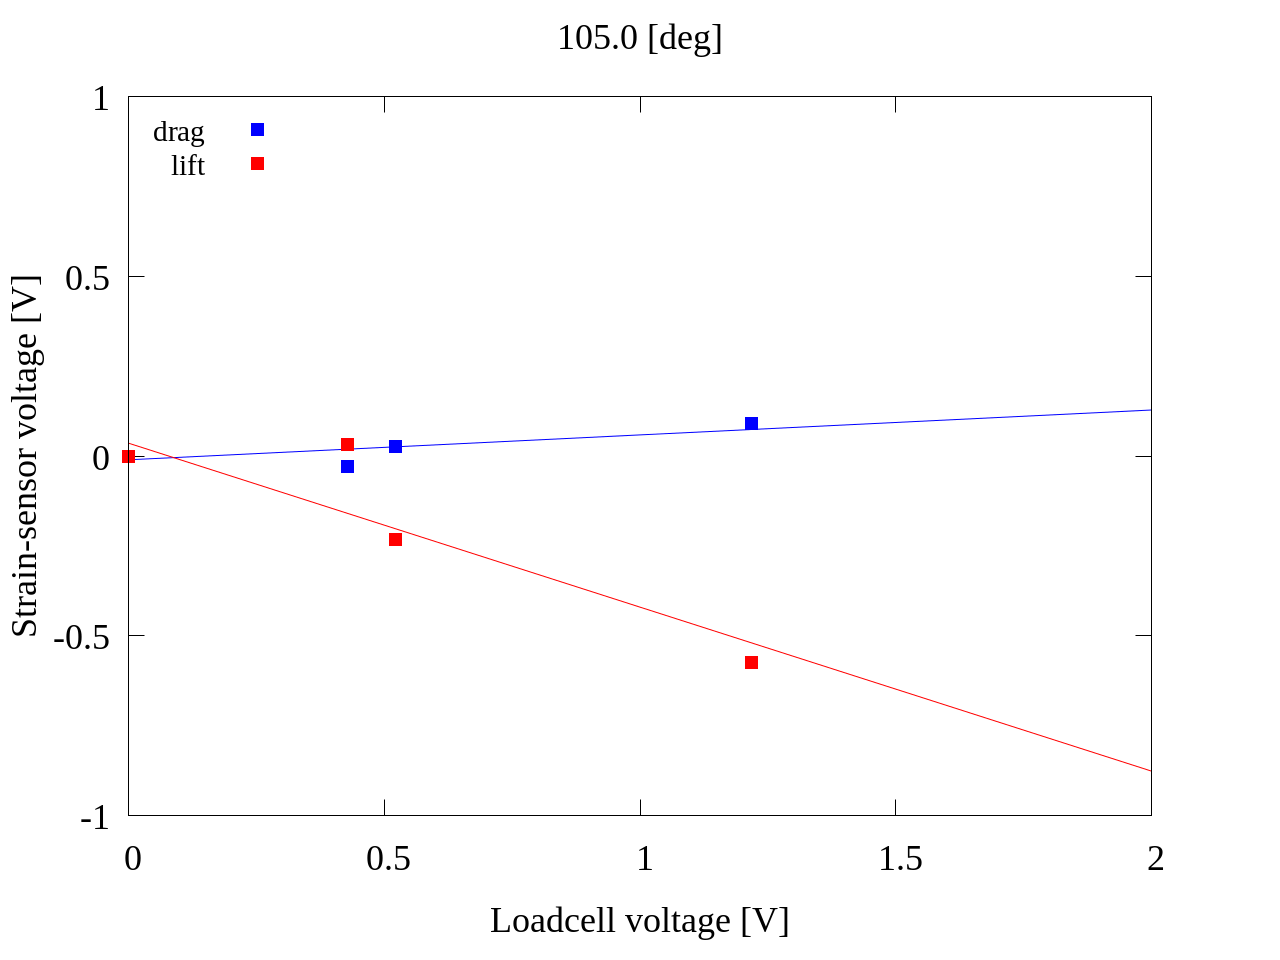 105.0 [deg]
drag
lift
1
0.5
0
-0.5
-1
Strain-sensor voltage [V]
0 0.5 1 1.5 2
Loadcell voltage [V]